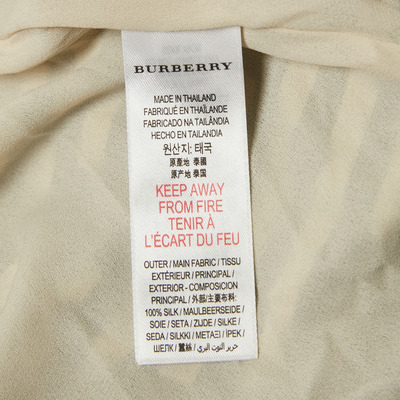 BURBERRY
MADE IN THAILAND
FABRIQUÉ EN THAÏLANDE
FABRICADO NA TAILÂNDIA
HECHO EN TAILANDIA
원산지: 태국
原產地 泰國
原产地 泰国
KEEP AWAY
FROM FIRE
TENIR À
L'ÉCART DU FEU
OUTER / MAIN FABRIC / TISSU
EXTÉRIEUR / PRINCIPAL /
EXTERIOR - COMPOSICION
PRINCIPAL / 外部/主要布料:
100% SILK / MAULBEERSEIDE /
SOIE / SETA / ZIJDE / SILKE /
SEDA / SILKKI / ΜΕΤΑΞΙ / İPEK /
ШЕЛК / 蠶絲 / حرير التوت البري /